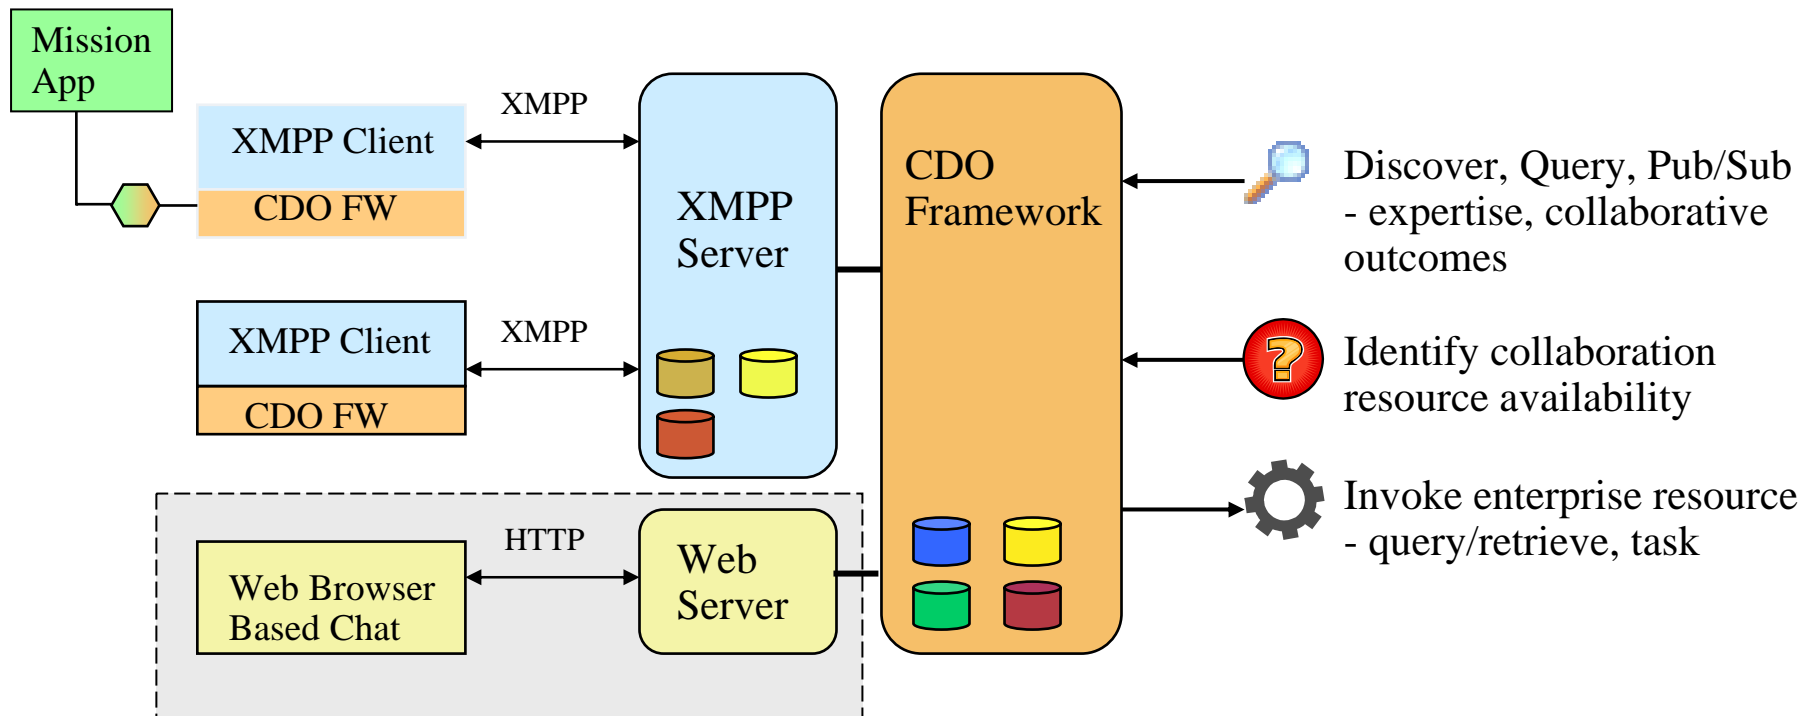 Mission
App
XMPP Client
CDO FW
XMPP
XMPP
Server
CDO
Framework
Discover, Query, Pub/Sub
- expertise, collaborative
outcomes
XMPP Client
CDO FW
XMPP
?
Identify collaboration
resource availability
Web Browser
Based Chat
HTTP
Web
Server
Invoke enterprise resource
- query/retrieve, task